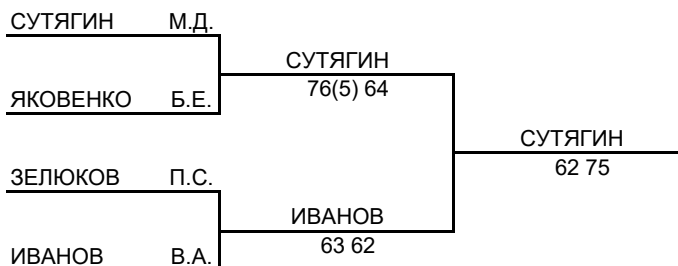 СУТЯГИН М.Д.
СУТЯГИН
76(5) 64
ЯКОВЕНКО Б.Е.
СУТЯГИН
62 75
ЗЕЛЮКОВ П.С.
ИВАНОВ
63 62
ИВАНОВ В.А.